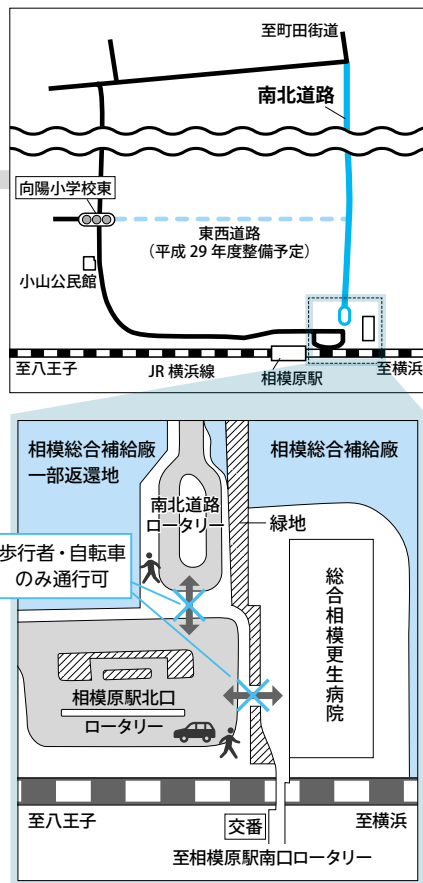 至町田街道
南北道路
向陽小学校東
東西道路
（平成 29 年度整備予定）
小山公民館
至八王子
JR 横浜線
相模原駅
至横浜
相模総合補給廠
一部返還地
相模総合補給廠
南北道路
ロータリー
緑地
歩行者・自転車
のみ通行可
総合相模更生病院
相模原駅北口
ロータリー
至八王子
交番
至横浜
至相模原駅南口ロータリー